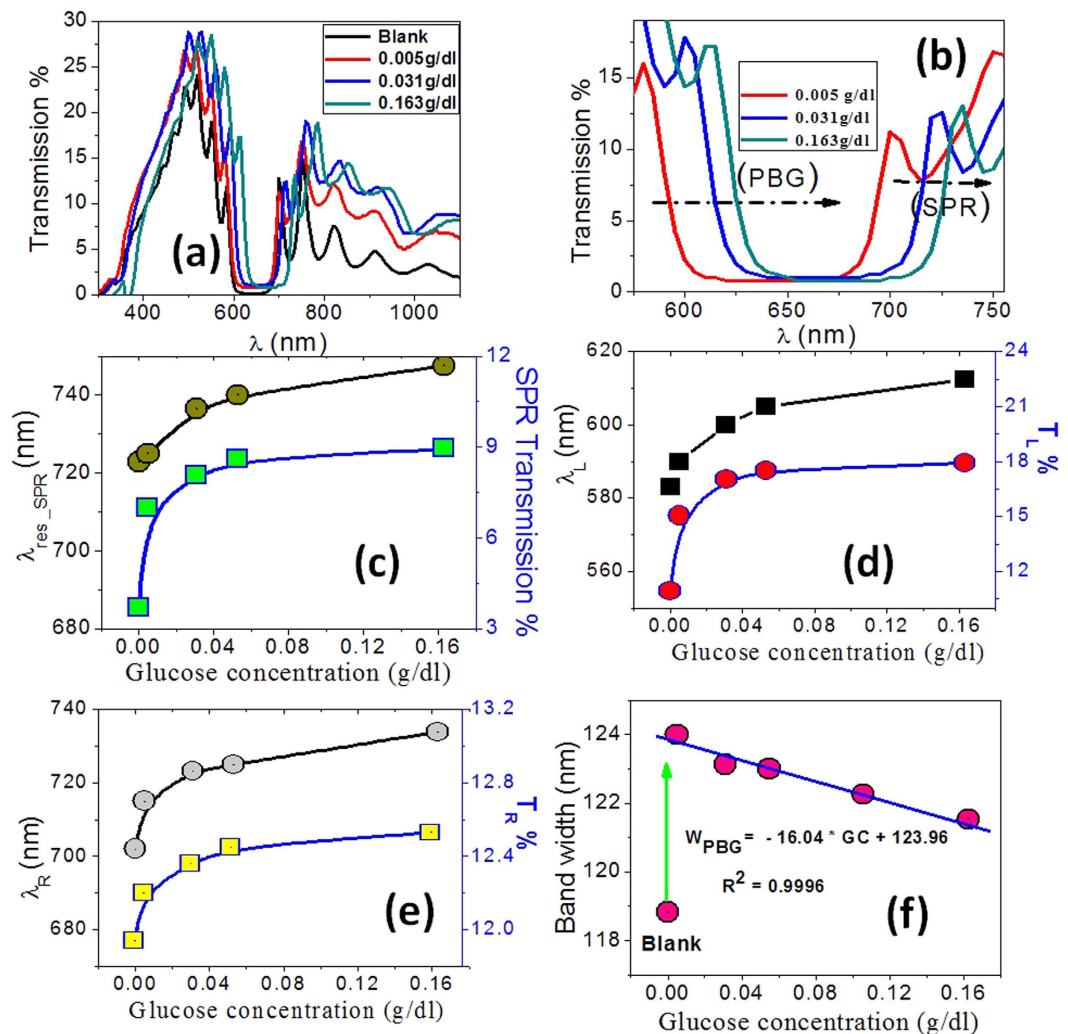 30
25
20
15
10
5
0
Transmission %
Blank
0.005g/dl
0.031g/dl
0.163g/dl
(a)
400 600 800 1000
λ (nm)
15
10
5
0
Transmission %
(b)
0.005 g/dl
0.031g/dl
0.163g/dl
(PBG)
(SPR)
600 650 700 750
λ (nm)
740
720
700
680
λres_SPR (nm)
12
9
6
3
SPR Transmission %
(c)
0.00 0.04 0.08 0.12 0.16
Glucose concentration (g/dl)
620
600
580
560
λL (nm)
24
21
18
15
12
TL %
(d)
0.00 0.04 0.08 0.12 0.16
Glucose concentration (g/dl)
740
720
700
680
λR (nm)
13.2
12.8
12.4
12.0
TR %
(e)
0.00 0.04 0.08 0.12 0.16
Glucose concentration (g/dl)
124
122
120
118
Band width (nm)
WPBG= - 16.04 * GC + 123.96
R2 = 0.9996
Blank
(f)
0.00 0.04 0.08 0.12 0.16
Glucose concentration (g/dl)